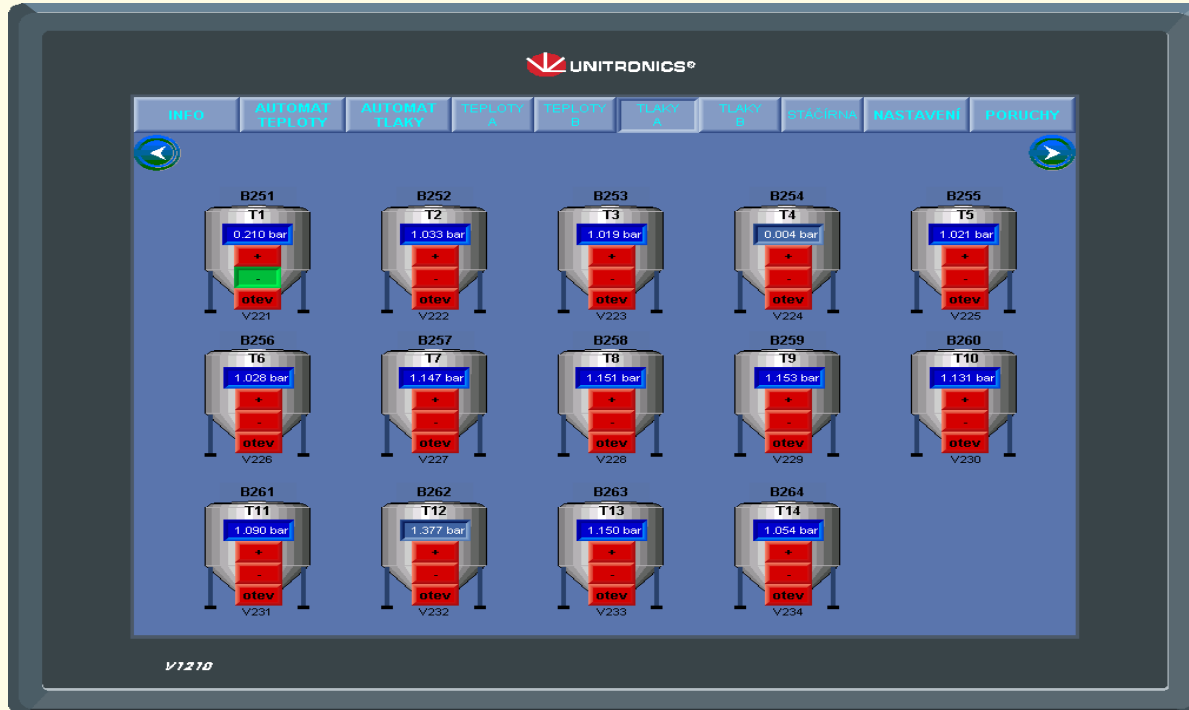 UNITRONICS®
INFO
AUTOMAT
TEPLOTY
AUTOMAT
TLAKY
TEPLOTY
A
TEPLOTY
B
TLAKY
A
TLAKY
B
STÁČÍRNA
NASTAVENÍ
PORUCHY
B251
T1
0.210 bar
+
-
otev
V221
B252
T2
1.033 bar
+
-
otev
V222
B253
T3
1.019 bar
+
-
otev
V223
B254
T4
0.004 bar
+
-
otev
V224
B255
T5
1.021 bar
+
-
otev
V225
B256
T6
1.028 bar
+
-
otev
V226
B257
T7
1.147 bar
+
-
otev
V227
B258
T8
1.151 bar
+
-
otev
V228
B259
T9
1.153 bar
+
-
otev
V229
B260
T10
1.131 bar
+
-
otev
V230
B261
T11
1.090 bar
+
-
otev
V231
B262
T12
1.377 bar
+
-
otev
V232
B263
T13
1.150 bar
+
-
otev
V233
B264
T14
1.054 bar
+
-
otev
V234
V1210